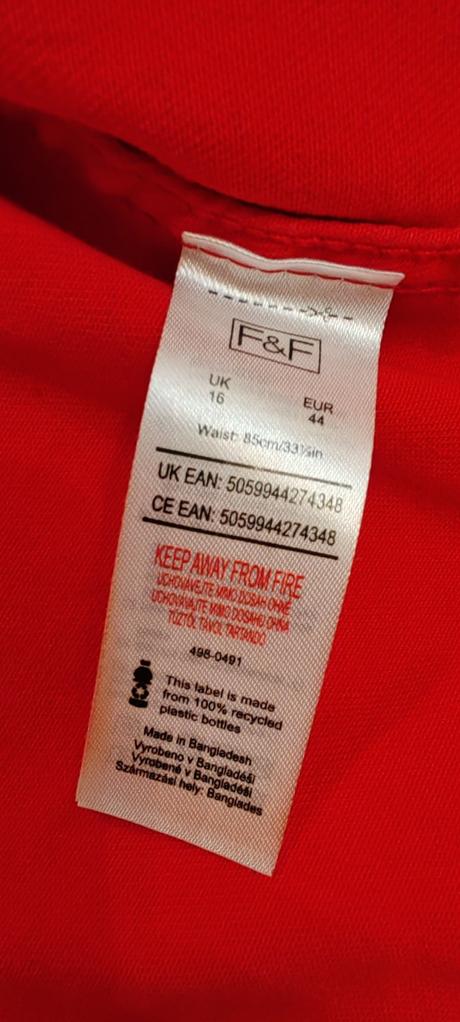 F&F
UK EUR
16 44
Waist: 85cm/33½in
UK EAN: 5059944274348
CE EAN: 5059944274348
KEEP AWAY FROM FIRE
UCHOVÁVEJTE MIMO DOSAH OHNĚ
UCHOVÁVAJTE MIMO DOSAHU OHŇA
TŰZTŐL TÁVOL TARTANDÓ
498-0491
This label is made
from 100% recycled
plastic bottles
Made in Bangladesh
Vyrobeno v Bangladéši
Vyrobené v Bangladéši
Származási hely: Banglades